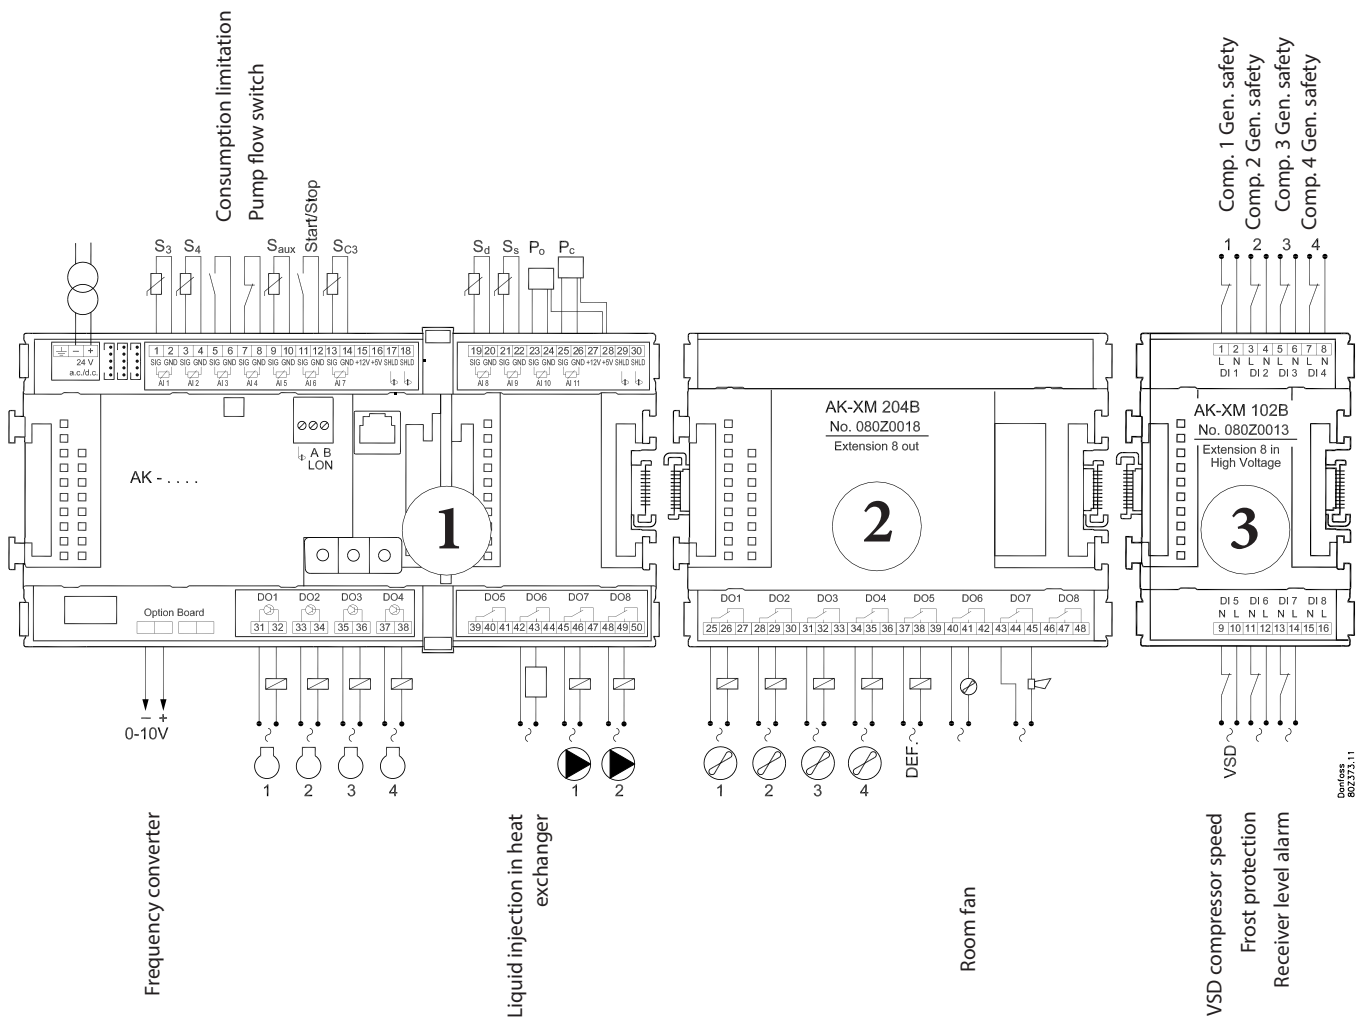 Consumption limitation
Pump flow switch
Start/Stop
S3 S4 Saux SC3
Sd Ss Po Pc
Comp. 1 Gen. safety
Comp. 2 Gen. safety
Comp. 3 Gen. safety
Comp. 4 Gen. safety
1 2 3 4
− +
24 V
a.c./d.c.
1 2 3 4 5 6 7 8 9 10 11 12 13 14 15 16 17 18
SIG GND SIG GND SIG GND SIG GND SIG GND SIG GND SIG GND +12V +5V SHLD SHLD
AI 1 AI 2 AI 3 AI 4 AI 5 AI 6 AI 7
19 20 21 22 23 24 25 26 27 28 29 30
SIG GND SIG GND SIG GND SIG GND +12V +5V SHLD SHLD
AI 8 AI 9 AI 10 AI 11
1 2 3 4 5 6 7 8
L N L N L N L N
DI 1 DI 2 DI 3 DI 4
A B
LON
AK - . . . .
1
AK-XM 204B
No. 080Z0018
Extension 8 out
2
AK-XM 102B
No. 080Z0013
Extension 8 in
High Voltage
3
Option Board
DO1 DO2 DO3 DO4
31 32 33 34 35 36 37 38
DO5 DO6 DO7 DO8
39 40 41 42 43 44 45 46 47 48 49 50
DO1 DO2 DO3 DO4 DO5 DO6 DO7 DO8
25 26 27 28 29 30 31 32 33 34 35 36 37 38 39 40 41 42 43 44 45 46 47 48
DI 5 DI 6 DI 7 DI 8
N L N L N L N L
9 10 11 12 13 14 15 16
− +
0-10V
1 2 3 4
1 2
1 2 3 4
DEF.
VSD
Frequency converter
Liquid injection in heat
exchanger
Room fan
VSD compressor speed
Frost protection
Receiver level alarm
Danfoss
80Z373.11